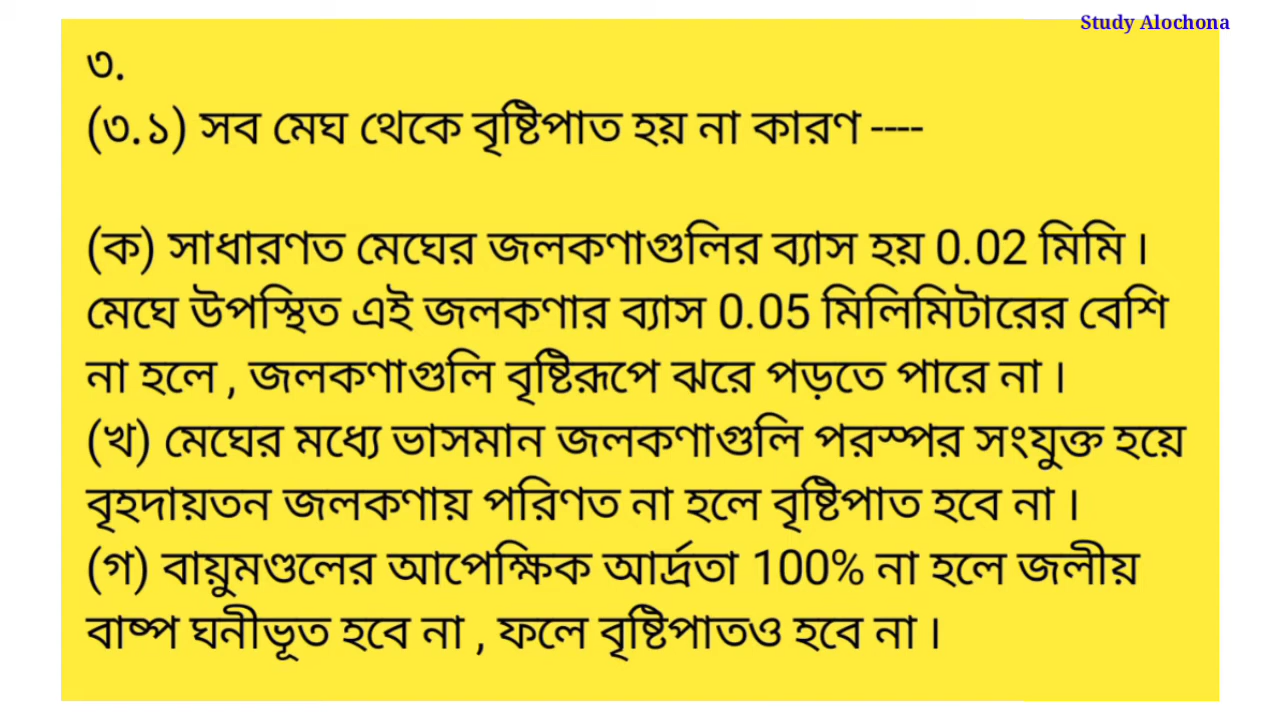 Study Alochona
৩.
(৩.১) সব মেঘ থেকে বৃষ্টিপাত হয় না কারণ ----
(ক) সাধারণত মেঘের জলকণাগুলির ব্যাস হয় 0.02 মিমি ।
মেঘে উপস্থিত এই জলকণার ব্যাস 0.05 মিলিমিটারের বেশি
না হলে , জলকণাগুলি বৃষ্টিরূপে ঝরে পড়তে পারে না ।
(খ) মেঘের মধ্যে ভাসমান জলকণাগুলি পরস্পর সংযুক্ত হয়ে
বৃহদায়তন জলকণায় পরিণত না হলে বৃষ্টিপাত হবে না ।
(গ) বায়ুমণ্ডলের আপেক্ষিক আর্দ্রতা 100% না হলে জলীয়
বাষ্প ঘনীভূত হবে না , ফলে বৃষ্টিপাতও হবে না ।